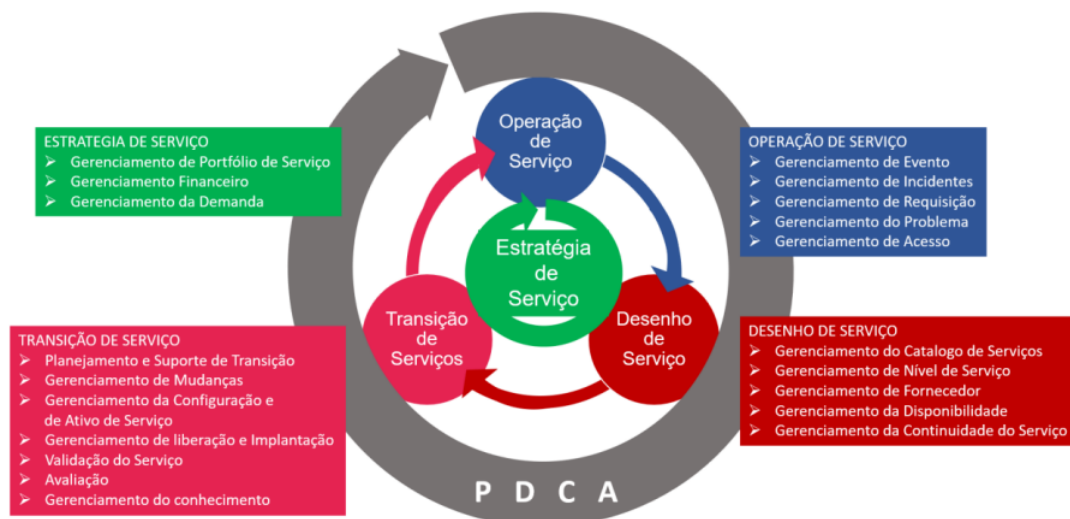 Operação
de
Serviço
ESTRATEGIA DE SERVIÇO
➢ Gerenciamento de Portfólio de Serviço
➢ Gerenciamento Financeiro
➢ Gerenciamento da Demanda
OPERAÇÃO DE SERVIÇO
➢ Gerenciamento de Evento
➢ Gerenciamento de Incidentes
➢ Gerenciamento de Requisição
➢ Gerenciamento do Problema
➢ Gerenciamento de Acesso
Estratégia
de
Serviço
Transição
de
Serviços
Desenho
de
Serviço
TRANSIÇÃO DE SERVIÇO
➢ Planejamento e Suporte de Transição
➢ Gerenciamento de Mudanças
➢ Gerenciamento da Configuração e
de Ativo de Serviço
➢ Gerenciamento de liberação e Implantação
➢ Validação do Serviço
➢ Avaliação
➢ Gerenciamento do conhecimento
DESENHO DE SERVIÇO
➢ Gerenciamento do Catalogo de Serviços
➢ Gerenciamento de Nível de Serviço
➢ Gerenciamento de Fornecedor
➢ Gerenciamento da Disponibilidade
➢ Gerenciamento da Continuidade do Serviço
P D C A